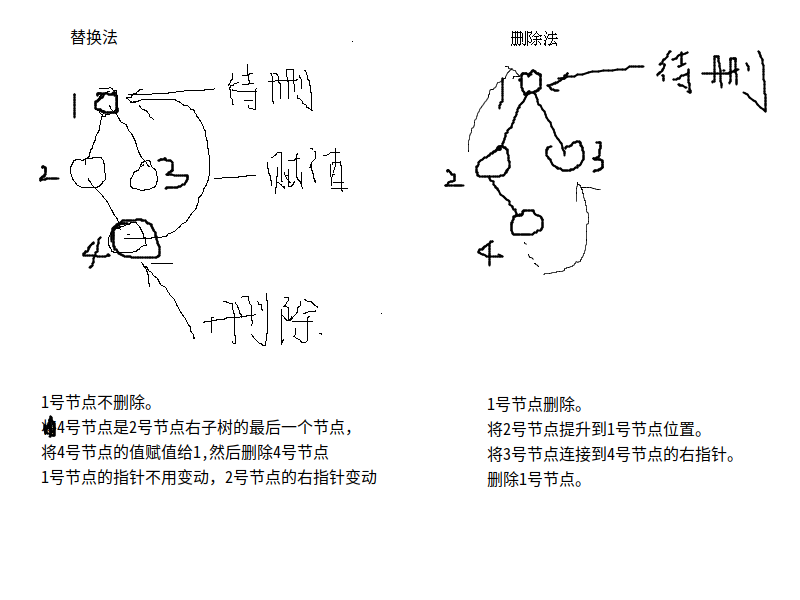 替换法
1
待删
2
3
赋值
4
删除
1号节点不删除。
4号节点是2号节点右子树的最后一个节点，
将4号节点的值赋值给1,然后删除4号节点
1号节点的指针不用变动，2号节点的右指针变动
删除法
1
待删
2
3
4
1号节点删除。
将2号节点提升到1号节点位置。
将3号节点连接到4号节点的右指针。
删除1号节点。